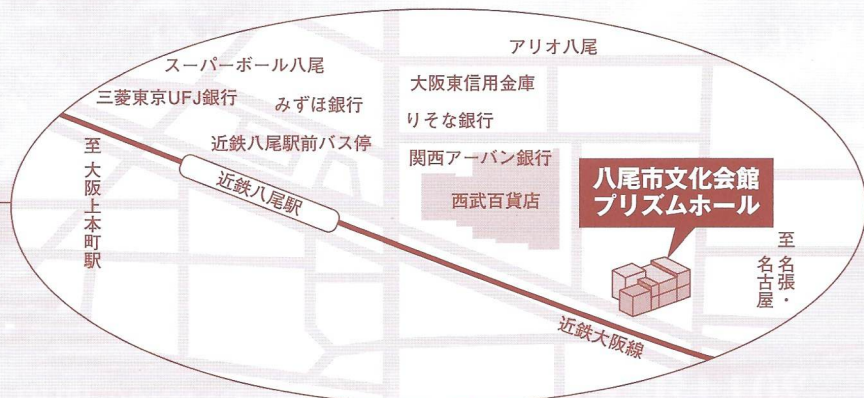 アリオ八尾
スーパーボール八尾
大阪東信用金庫
三菱東京UFJ銀行
みずほ銀行
りそな銀行
近鉄八尾駅前バス停
関西アーバン銀行
至 大阪上本町駅
近鉄八尾駅
西武百貨店
八尾市文化会館
プリズムホール
至 名張・
名古屋
近鉄大阪線